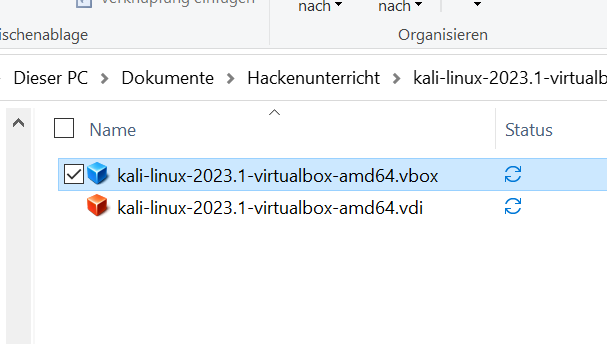 Verknüpfung einfügen
nach nach
ischenablage Organisieren
Dieser PC Dokumente Hackenunterricht kali-linux-2023.1-virtualb
Name Status
kali-linux-2023.1-virtualbox-amd64.vbox
kali-linux-2023.1-virtualbox-amd64.vdi